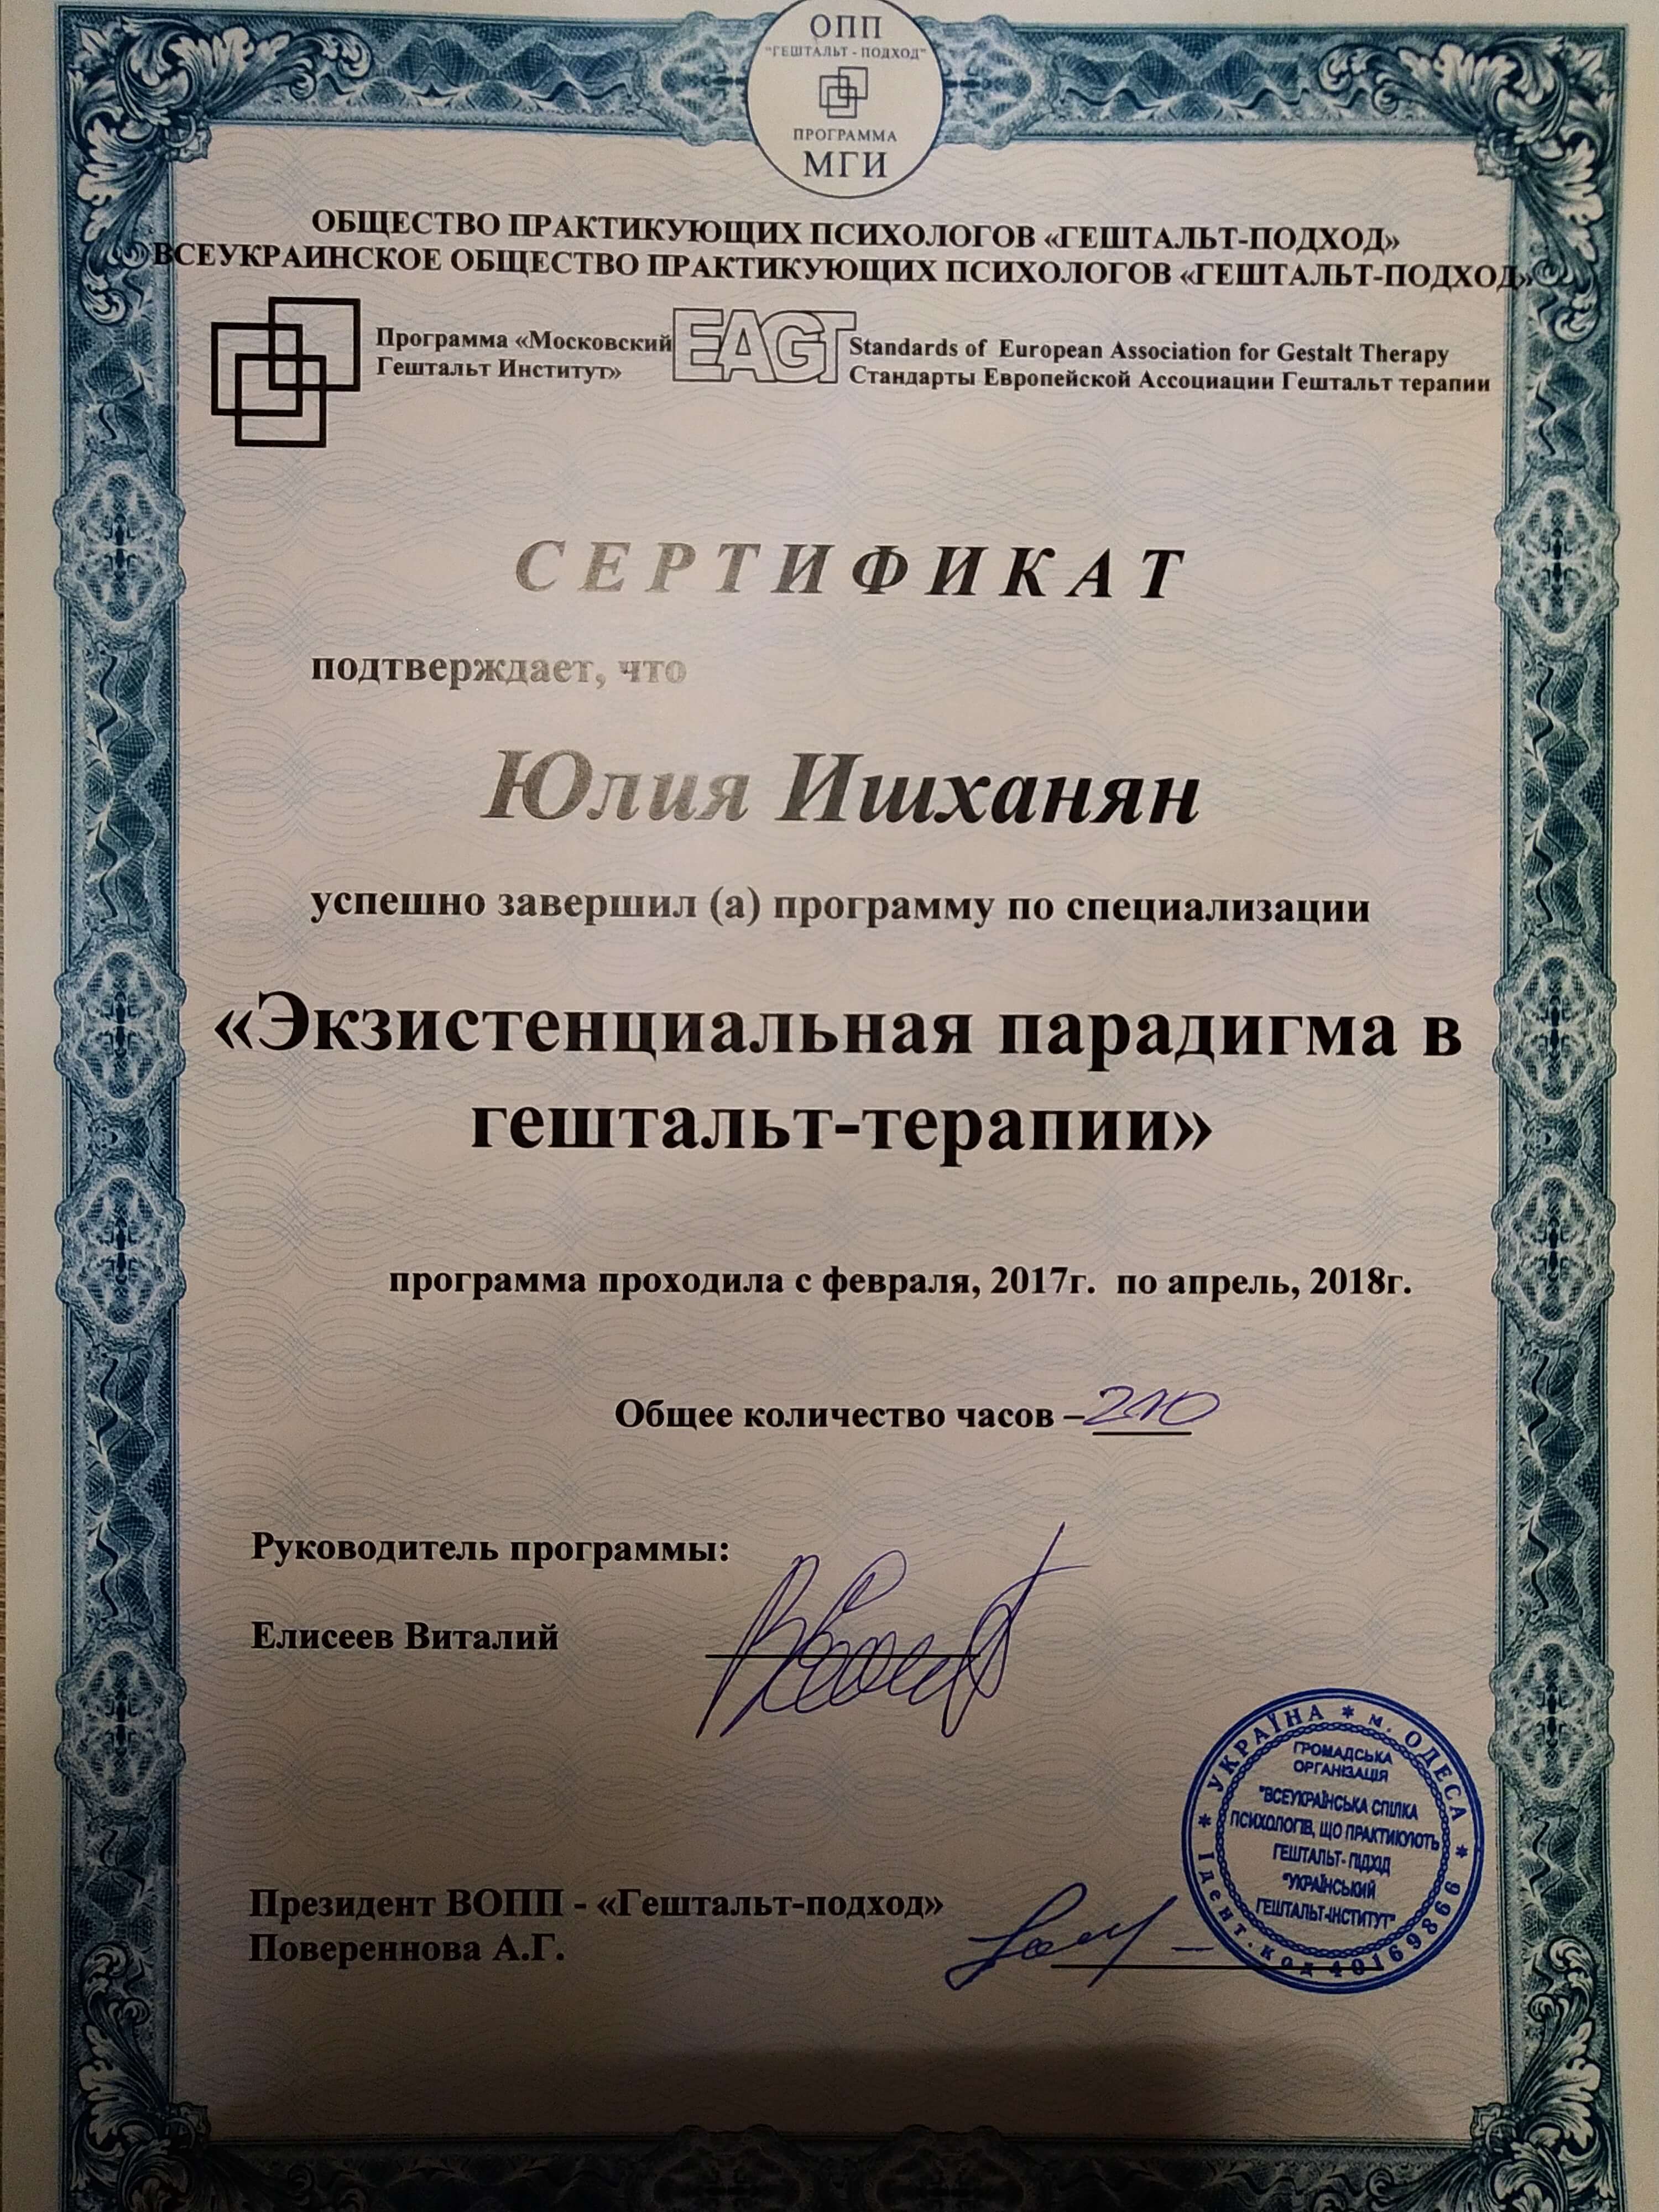 ОПП
"ГЕШТАЛЬТ - ПОДХОД"
ПРОГРАММА
МГИ
ОБЩЕСТВО ПРАКТИКУЮЩИХ ПСИХОЛОГОВ «ГЕШТАЛЬТ-ПОДХОД»
ВСЕУКРАИНСКОЕ ОБЩЕСТВО ПРАКТИКУЮЩИХ ПСИХОЛОГОВ «ГЕШТАЛЬТ-ПОДХОД»
Программа «Московский
Гештальт Институт»
EAGT
Standards of European Association for Gestalt Therapy
Стандарты Европейской Ассоциации Гештальт терапии
СЕРТИФИКАТ
подтверждает, что
Юлия Ишханян
успешно завершил (а) программу по специализации
«Экзистенциальная парадигма в
гештальт-терапии»
программа проходила с февраля, 2017г. по апрель, 2018г.
Общее количество часов – 210
Руководитель программы:
Елисеев Виталий
Президент ВОПП - «Гештальт-подход»
Повереннова А.Г.
* УКРАЇНА * м. ОДЕСА *
Ідент. код 40169866
ГРОМАДСЬКА
ОРГАНІЗАЦІЯ
"ВСЕУКРАЇНСЬКА СПІЛКА
ПСИХОЛОГІВ, ЩО ПРАКТИКУЮТЬ
ГЕШТАЛЬТ- ПІДХІД
"УКРАЇНСЬКИЙ
ГЕШТАЛЬТ-ІНСТИТУТ"